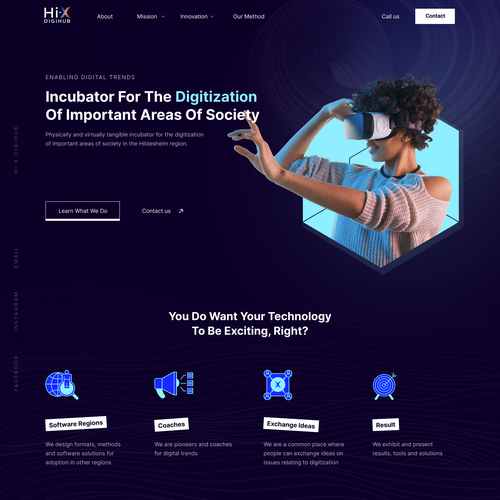 Hi-X
DIGIHUB
About
Mission
Innovation
Our Method
Call us
Contact
ENABLING DIGITAL TRENDS
Incubator For The Digitization
Of Important Areas Of Society
Physically and virtually tangible incubator for the digitization
of important areas of society in the Hildesheim region.
Learn What We Do
Contact us
HI-X DIGIHUB
EMAIL
INSTAGRAM
FACEBOOK
You Do Want Your Technology
To Be Exciting, Right?
X
Software Regions
We design formats, methods
and software solutions for
adoption in other regions
Coaches
We are pioneers and coaches
for digital trends
Exchange Ideas
We are a common place where
people can exchange ideas on
issues relating to digitization
Result
We exhibit and present
results, tools and solutions